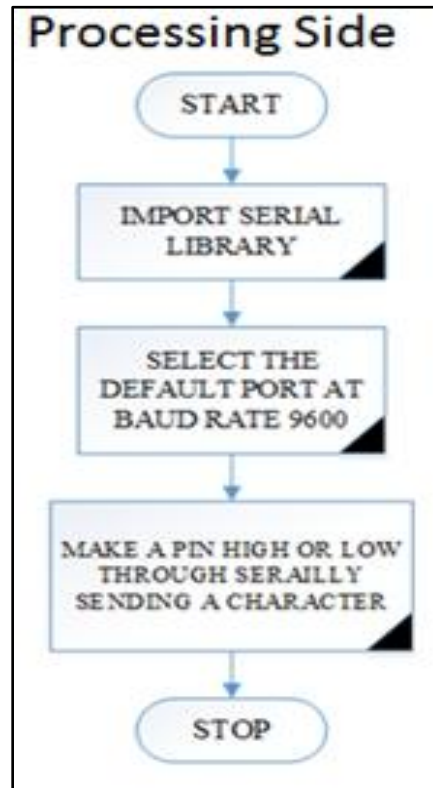 Processing Side
START
IMPORT SERIAL
LIBRARY
SELECT THE
DEFAULT PORT AT
BAUD RATE 9600
MAKE A PIN HIGH OR LOW
THROUGH SERAILLY
SENDING A CHARACTER
STOP